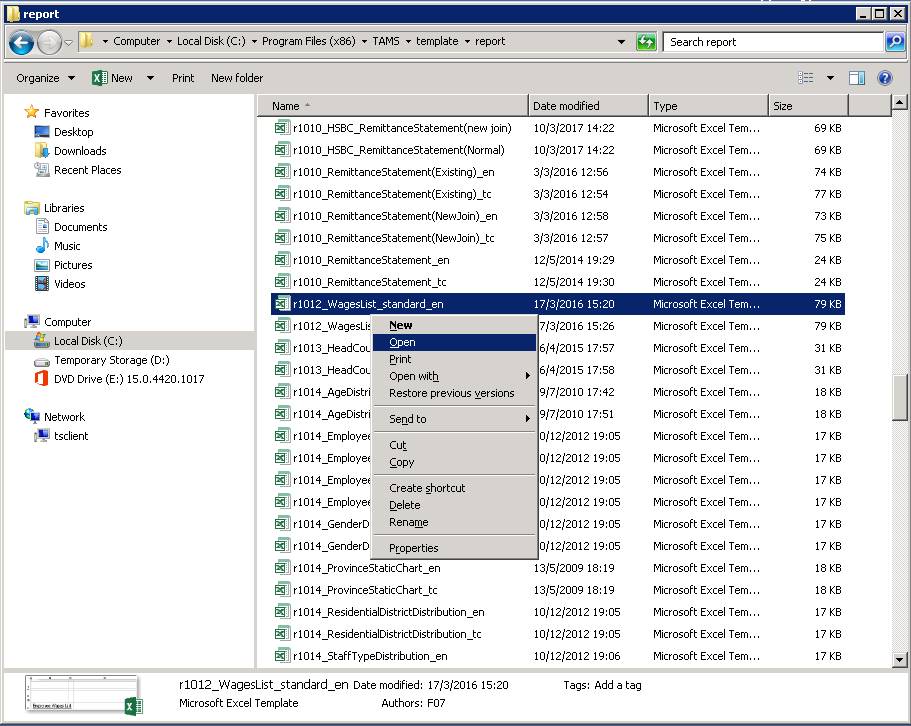 report
Computer Local Disk (C:) Program Files (x86) TAMS template report
Search report
Organize New Print New folder
Favorites
Desktop
Downloads
Recent Places
Libraries
Documents
Music
Pictures
Videos
Computer
Local Disk (C:)
Temporary Storage (D:)
DVD Drive (E:) 15.0.4420.1017
Network
tsclient
Name Date modified Type Size
r1010_HSBC_RemittanceStatement(new join) 10/3/2017 14:22 Microsoft Excel Tem... 69 KB
r1010_HSBC_RemittanceStatement(Normal) 10/3/2017 14:22 Microsoft Excel Tem... 69 KB
r1010_RemittanceStatement(Existing)_en 3/3/2016 12:56 Microsoft Excel Tem... 74 KB
r1010_RemittanceStatement(Existing)_tc 3/3/2016 12:54 Microsoft Excel Tem... 77 KB
r1010_RemittanceStatement(NewJoin)_en 3/3/2016 12:58 Microsoft Excel Tem... 73 KB
r1010_RemittanceStatement(NewJoin)_tc 3/3/2016 12:57 Microsoft Excel Tem... 75 KB
r1010_RemittanceStatement_en 12/5/2014 19:29 Microsoft Excel Tem... 24 KB
r1010_RemittanceStatement_tc 12/5/2014 19:30 Microsoft Excel Tem... 24 KB
r1012_WagesList_standard_en 17/3/2016 15:20 Microsoft Excel Tem... 79 KB
r1012_WagesLis 7/3/2016 15:26 Microsoft Excel Tem... 79 KB
r1013_HeadCou 6/4/2015 17:57 Microsoft Excel Tem... 31 KB
r1013_HeadCou 6/4/2015 17:58 Microsoft Excel Tem... 31 KB
r1014_AgeDistri 9/7/2010 17:42 Microsoft Excel Tem... 18 KB
r1014_AgeDistri 9/7/2010 17:51 Microsoft Excel Tem... 18 KB
r1014_Employee 0/12/2012 19:05 Microsoft Excel Tem... 17 KB
r1014_Employee 0/12/2012 19:05 Microsoft Excel Tem... 17 KB
r1014_Employee 0/12/2012 19:05 Microsoft Excel Tem... 17 KB
r1014_Employee 0/12/2012 19:05 Microsoft Excel Tem... 17 KB
r1014_GenderD 0/12/2012 19:05 Microsoft Excel Tem... 17 KB
r1014_GenderD 0/12/2012 19:05 Microsoft Excel Tem... 17 KB
r1014_ProvinceStaticChart_en 13/5/2009 18:19 Microsoft Excel Tem... 18 KB
r1014_ProvinceStaticChart_tc 13/5/2009 18:19 Microsoft Excel Tem... 18 KB
r1014_ResidentialDistrictDistribution_en 10/12/2012 19:05 Microsoft Excel Tem... 17 KB
r1014_ResidentialDistrictDistribution_tc 10/12/2012 19:05 Microsoft Excel Tem... 17 KB
r1014_StaffTypeDistribution_en 10/12/2012 19:06 Microsoft Excel Tem... 17 KB
New
Open
Print
Open with
Restore previous versions
Send to
Cut
Copy
Create shortcut
Delete
Rename
Properties
r1012_WagesList_standard_en Date modified: 17/3/2016 15:20 Tags: Add a tag
Microsoft Excel Template Authors: F07